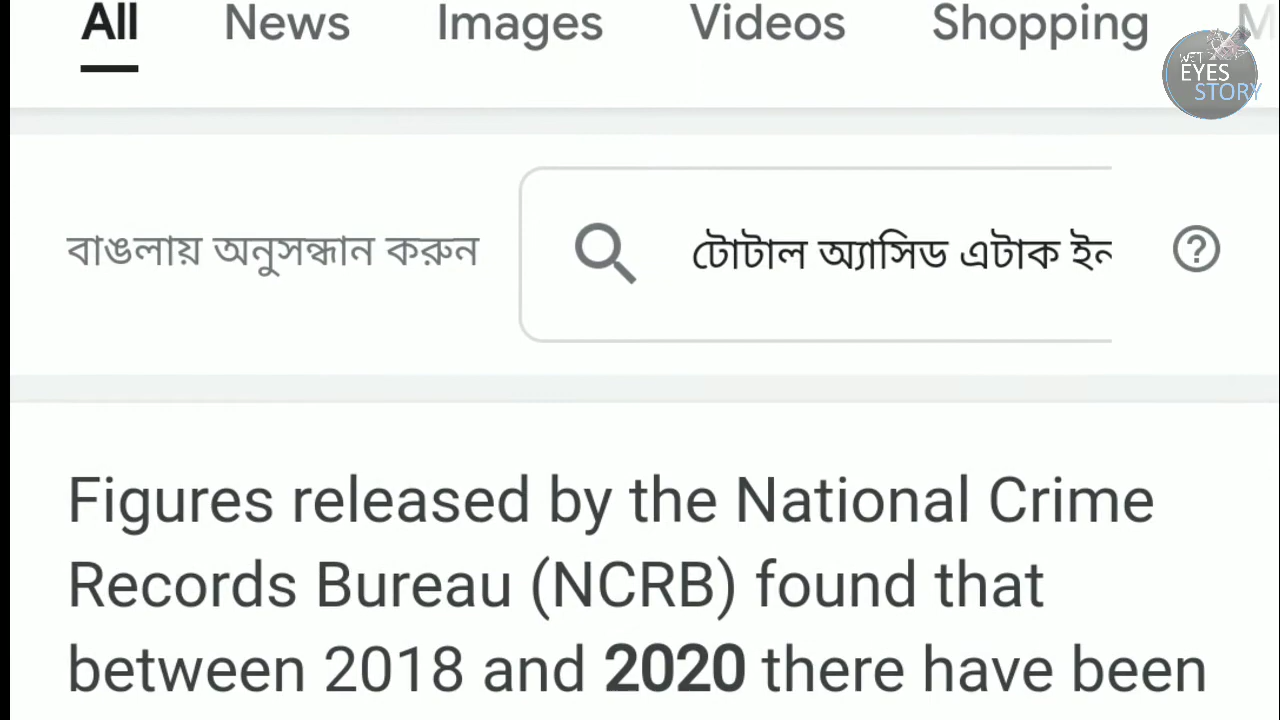 All News Images Videos Shopping M
WET
EYES
STORY
বাঙলায় অনুসন্ধান করুন
টোটাল অ্যাসিড এটাক ইন
Figures released by the National Crime
Records Bureau (NCRB) found that
between 2018 and 2020 there have been